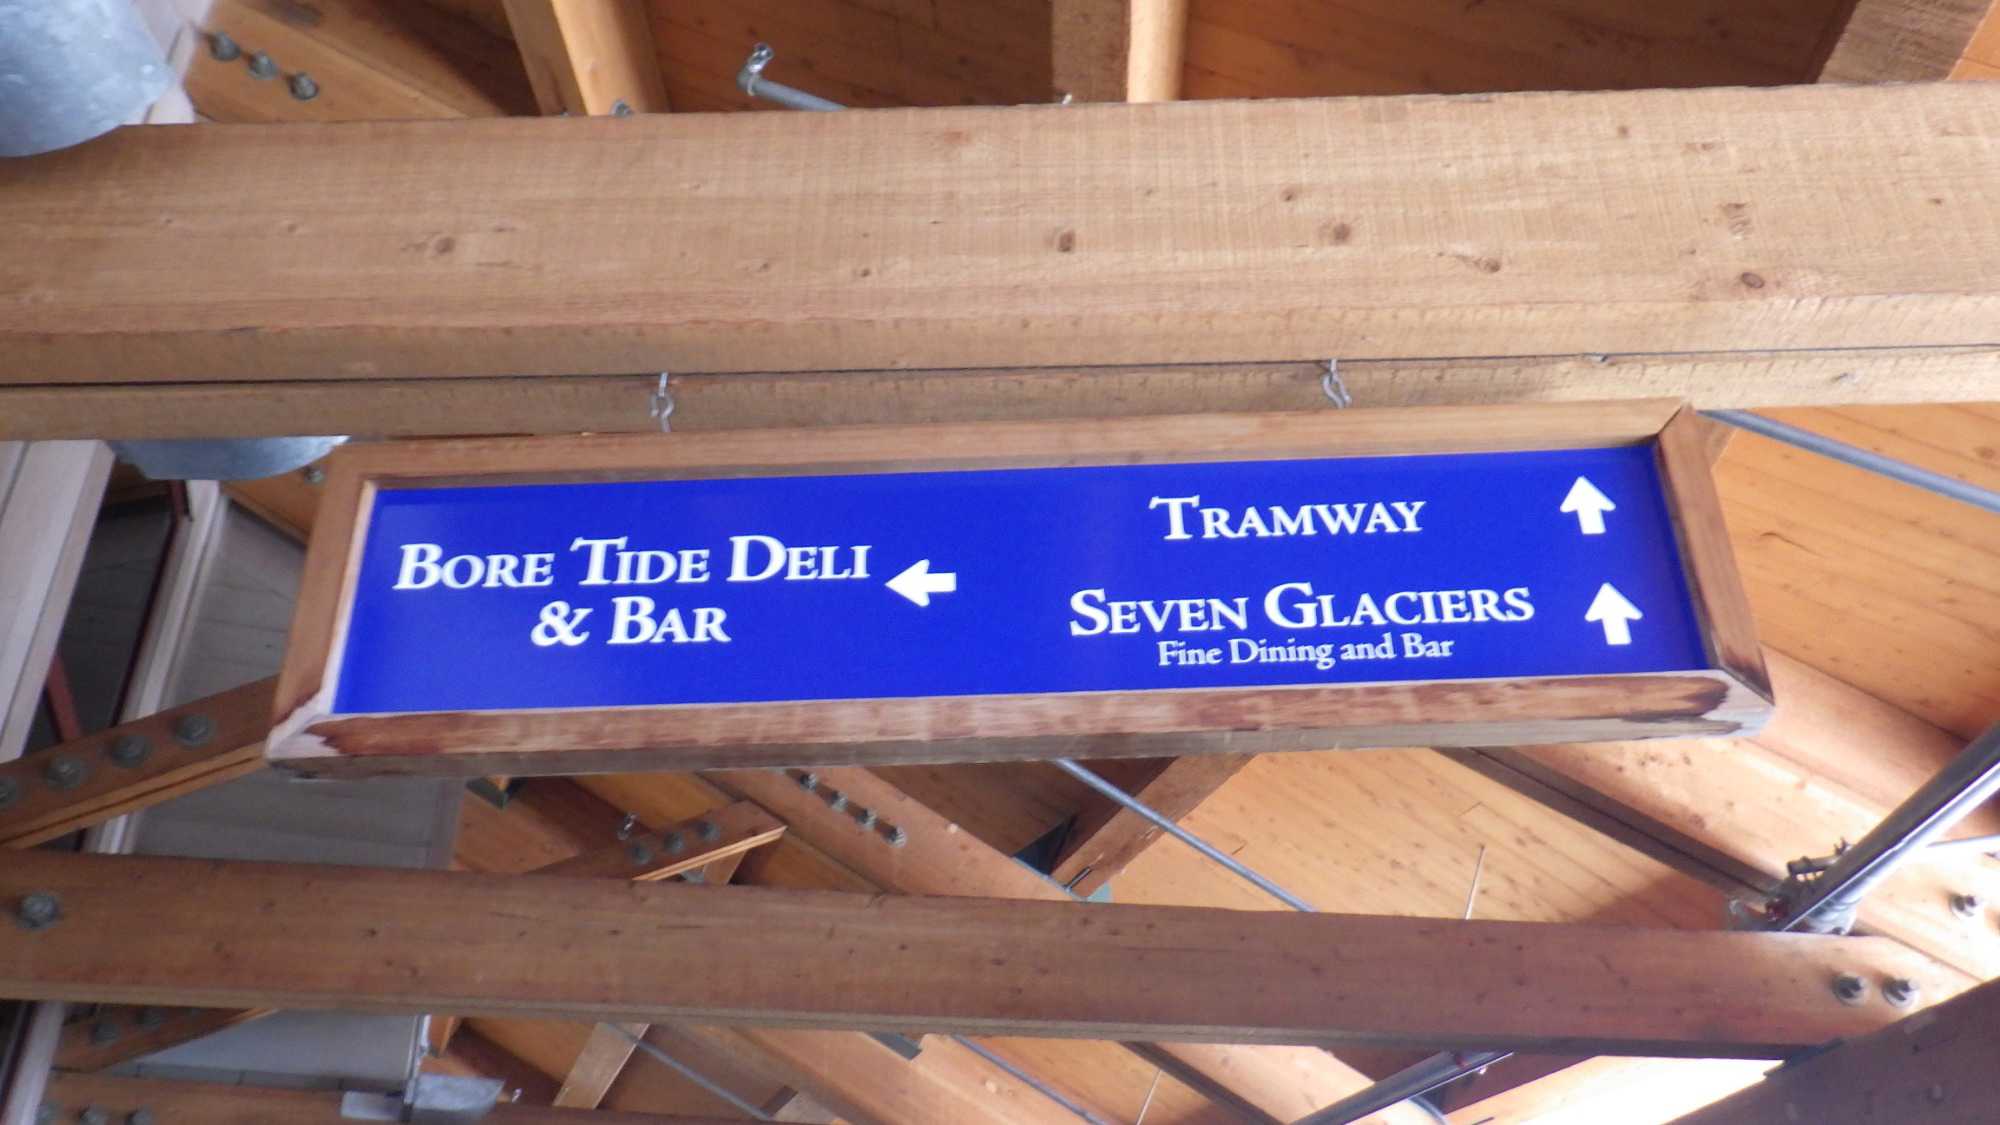 BORE TIDE DELI
& BAR
TRAMWAY
SEVEN GLACIERS
Fine Dining and Bar